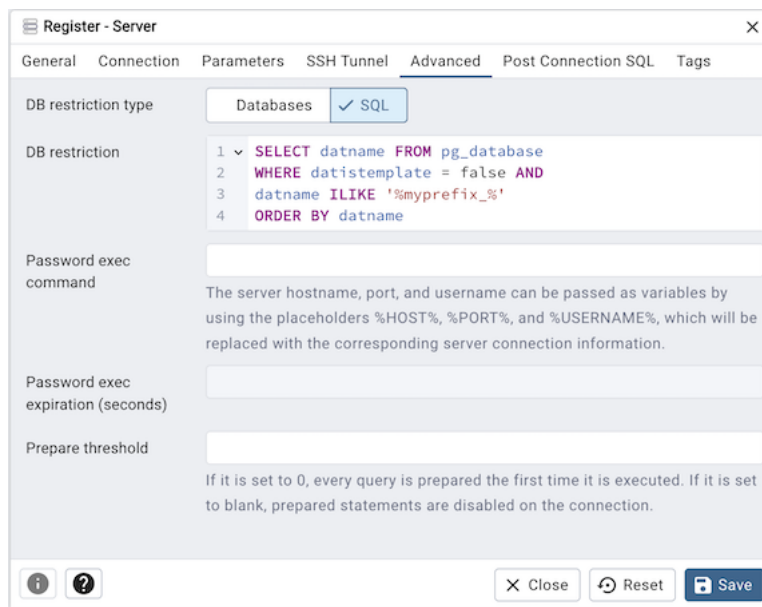 Register - Server
General Connection Parameters SSH Tunnel Advanced Post Connection SQL Tags
DB restriction type
Databases SQL
DB restriction
1 SELECT datname FROM pg_database
2 WHERE datistemplate = false AND
3 datname ILIKE '%myprefix_%'
4 ORDER BY datname
Password exec
command
The server hostname, port, and username can be passed as variables by
using the placeholders %HOST%, %PORT%, and %USERNAME%, which will be
replaced with the corresponding server connection information.
Password exec
expiration (seconds)
Prepare threshold
If it is set to 0, every query is prepared the first time it is executed. If it is set
to blank, prepared statements are disabled on the connection.
Close Reset Save